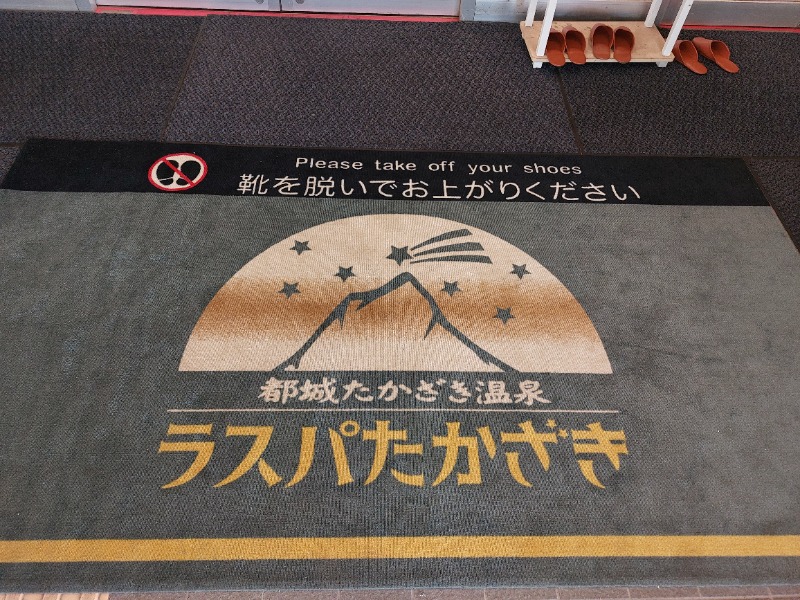 Please take off your shoes
靴を脱いでお上がりください
都城たかざき温泉
ラスパたかざき